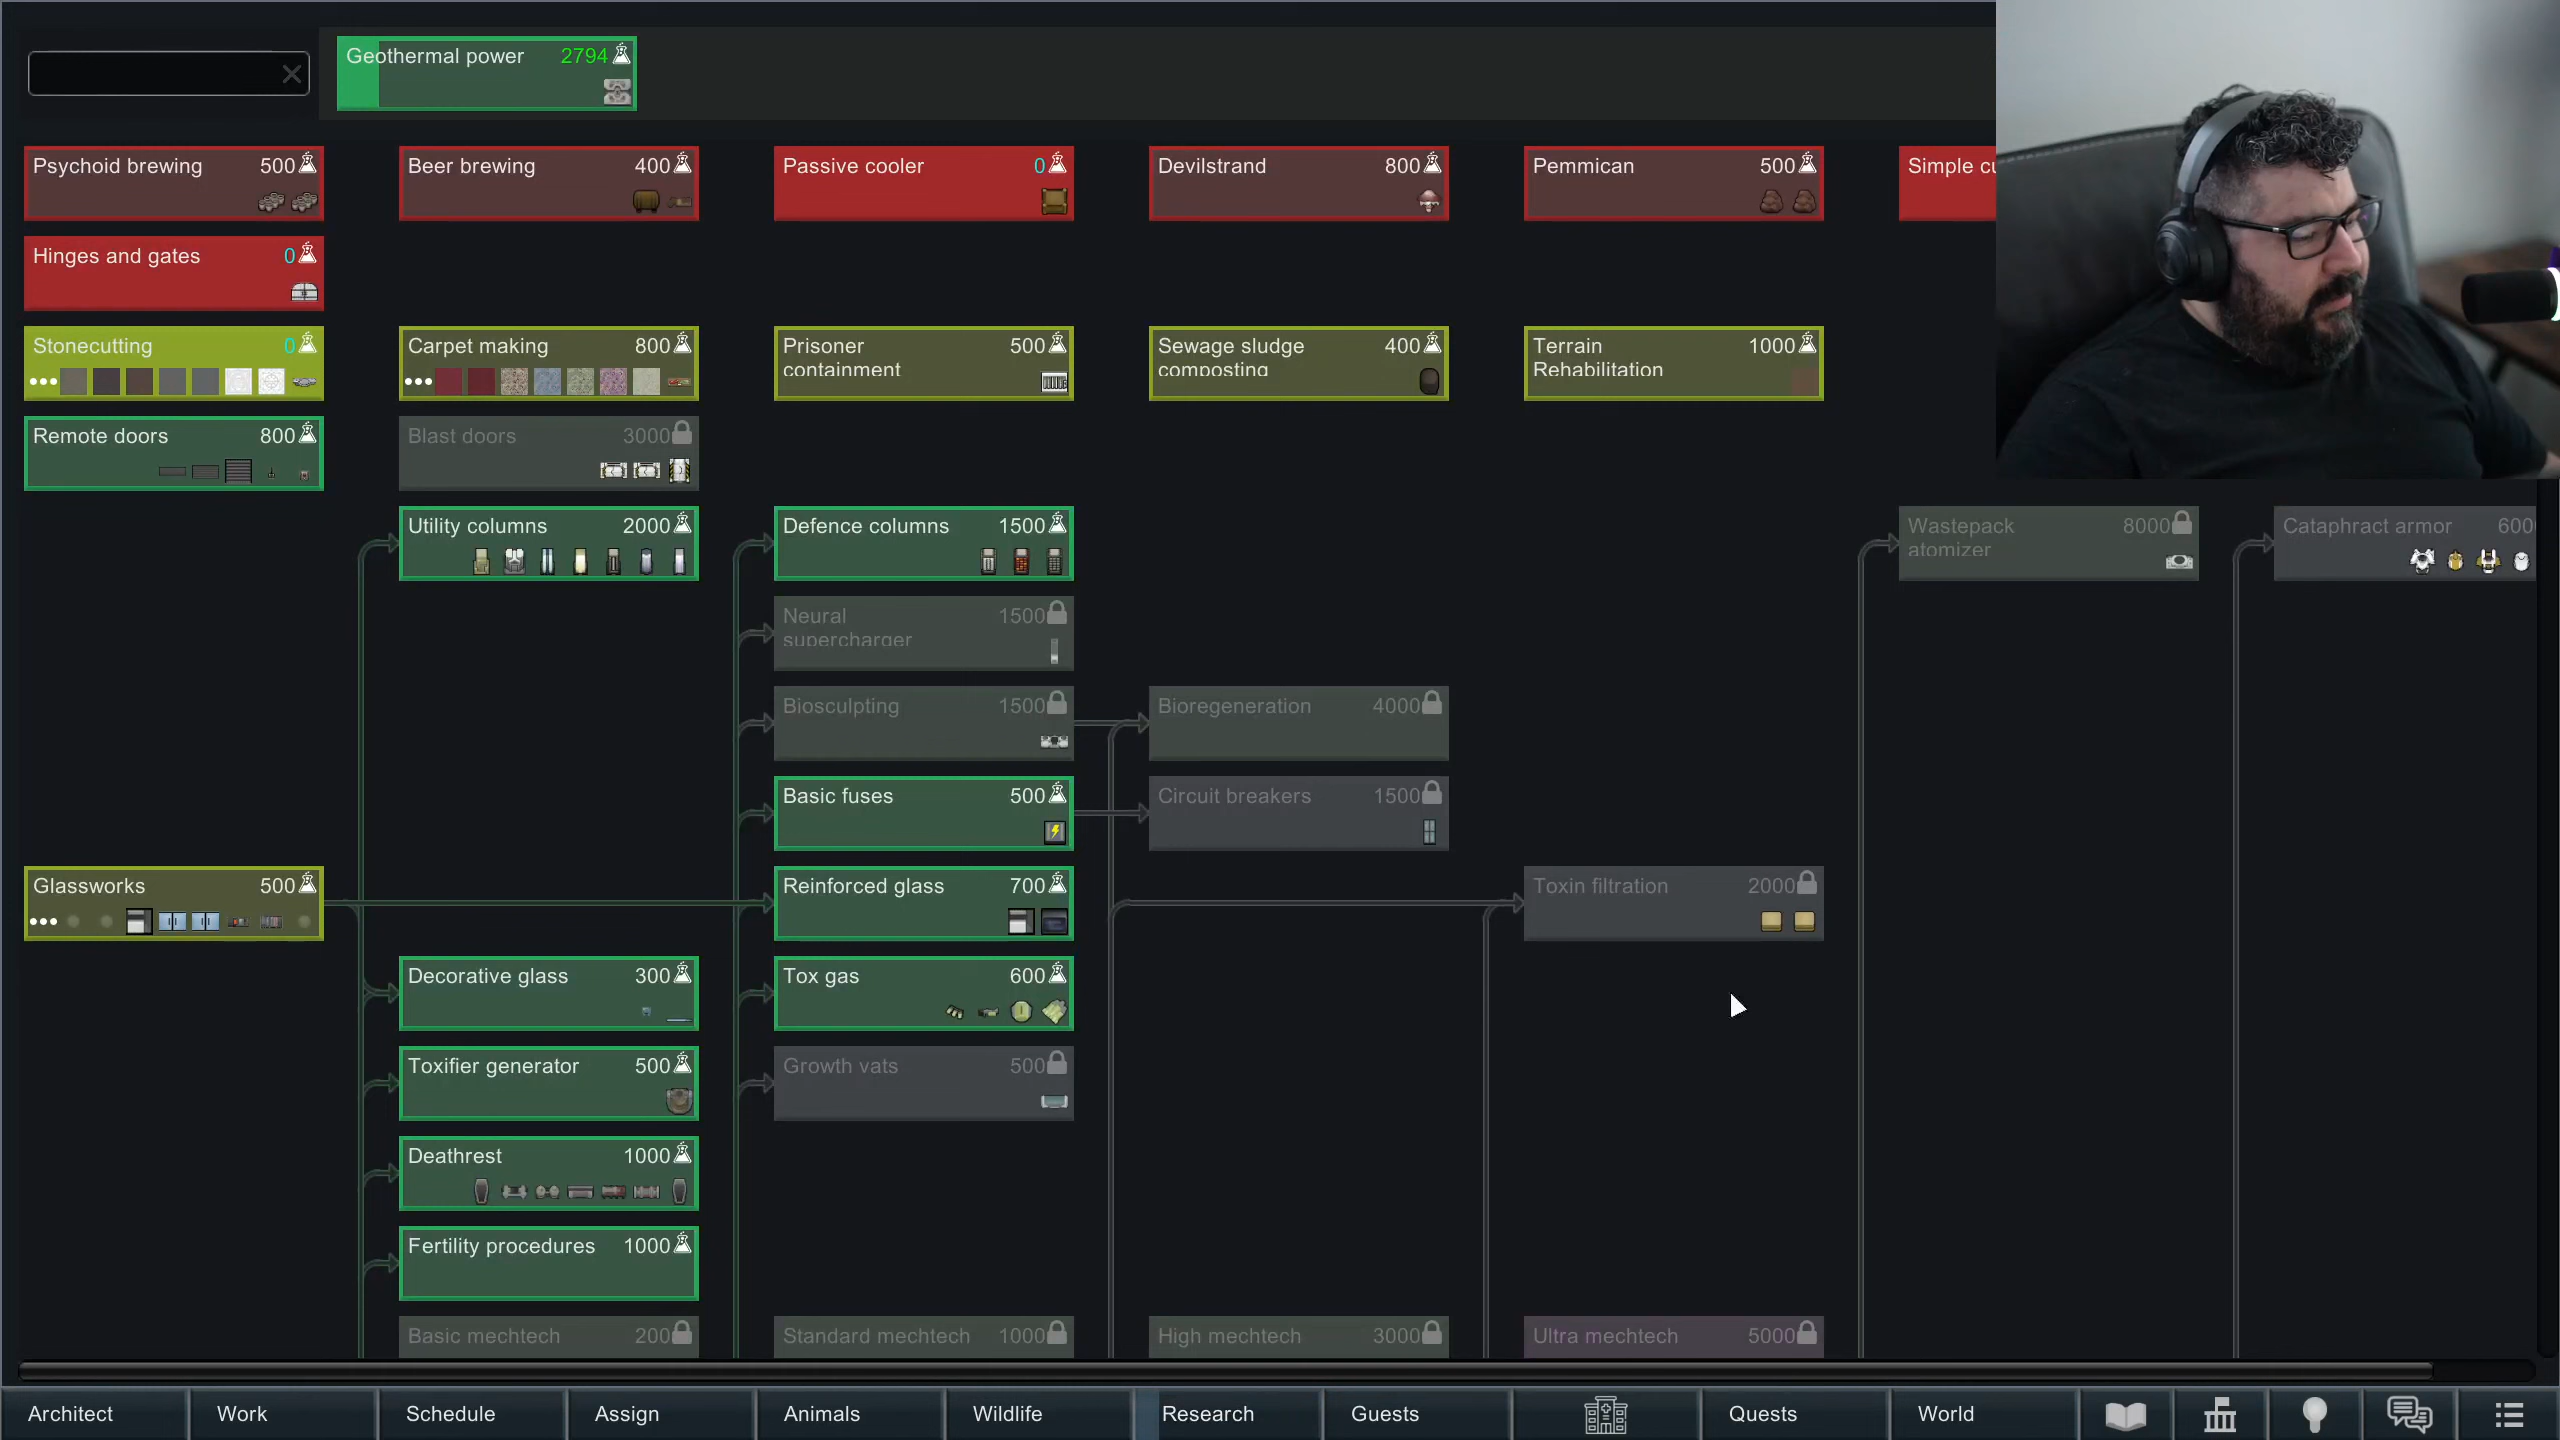 Geothermal power 2794
Psychoid brewing 500
Beer brewing 400
Passive cooler 0
Devilstrand 800
Pemmican 500
Simple
Hinges and gates 0
Stonecutting 0
Carpet making 800
Prisoner containment 500
Sewage sludge composting 400
Terrain Rehabilitation 1000
Remote doors 800
Blast doors 3000
Utility columns 2000
Defence columns 1500
Wastepack atomizer 8000
Cataphract armor
Neural supercharger 1500
Biosculpting 1500
Bioregeneration 4000
Basic fuses 500
Circuit breakers 1500
Glassworks 500
Reinforced glass 700
Toxin filtration 2000
Decorative glass 300
Tox gas 600
Toxifier generator 500
Growth vats 500
Deathrest 1000
Fertility procedures 1000
Basic mechtech 200
Standard mechtech 1000
High mechtech 3000
Ultra mechtech 5000
Architect
Work
Schedule
Assign
Animals
Wildlife
Research
Guests
Quests
World